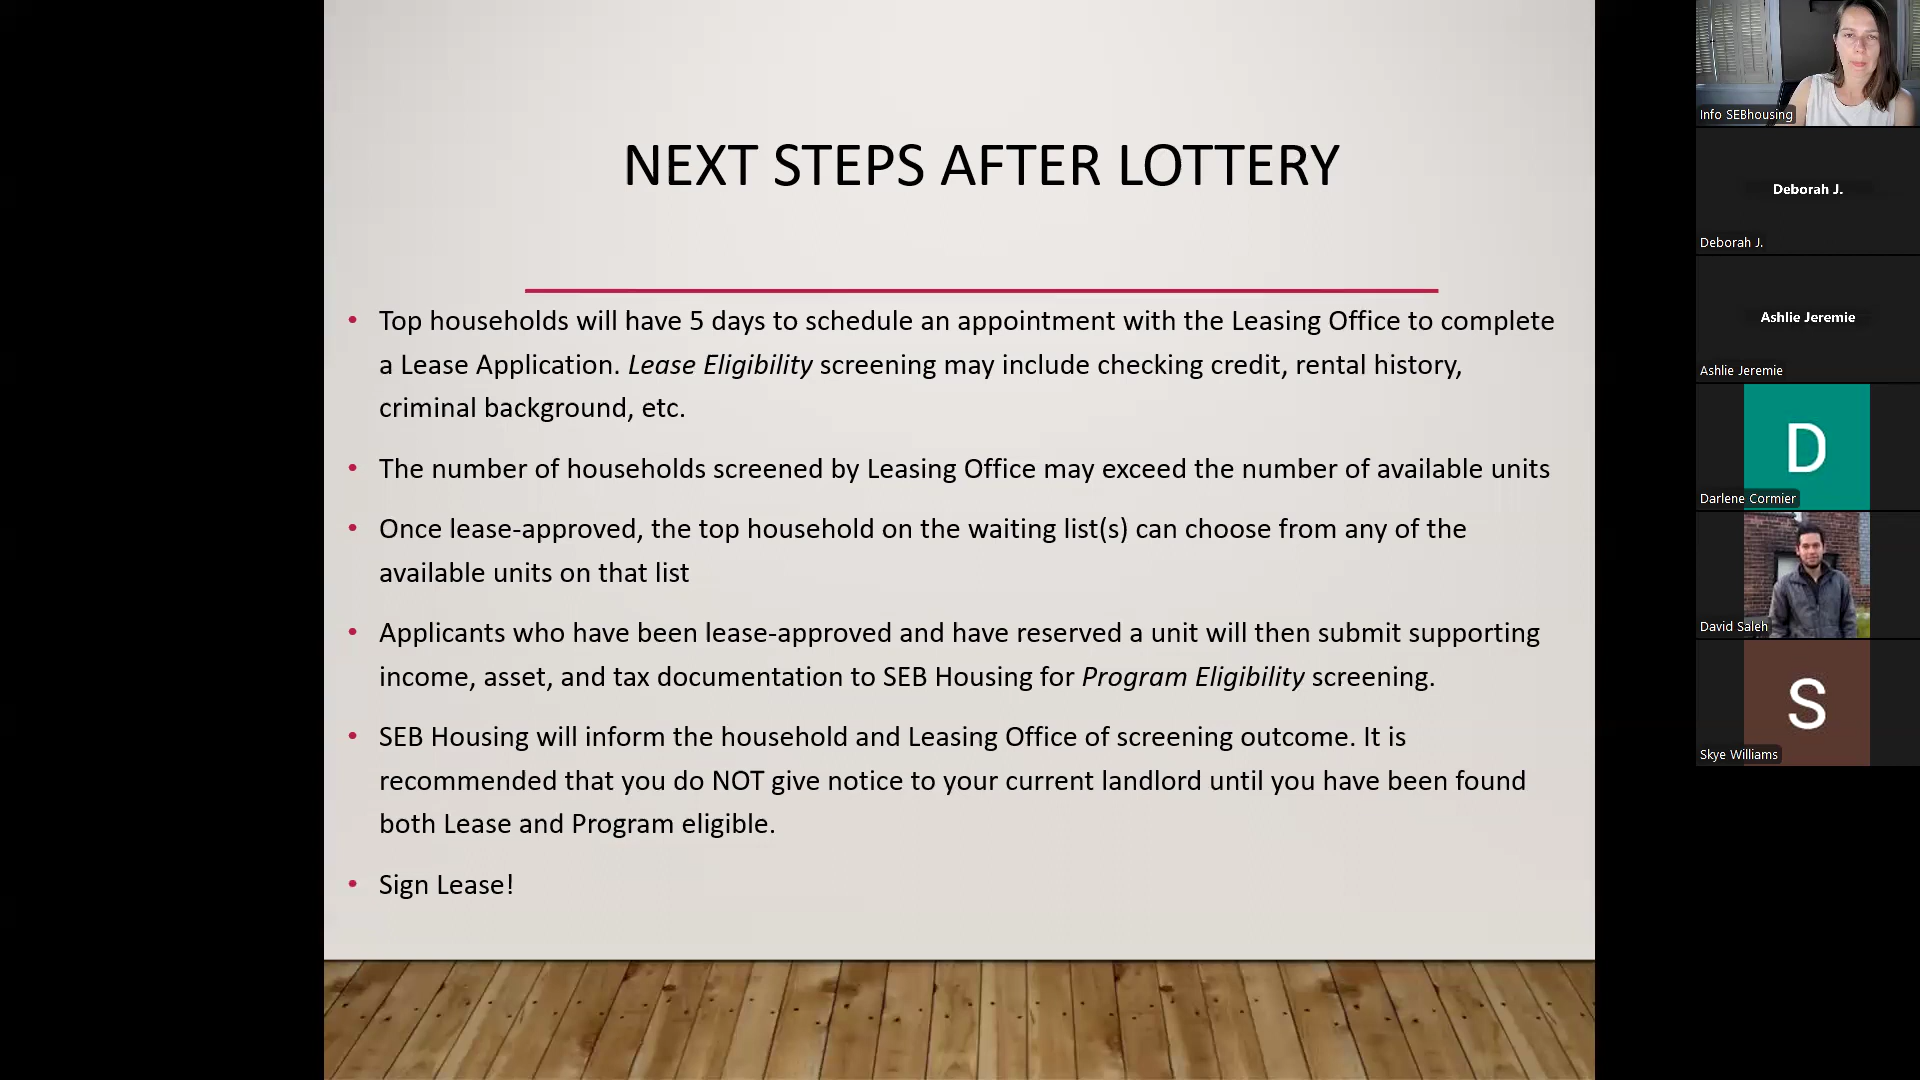 NEXT STEPS AFTER LOTTERY
• Top households will have 5 days to schedule an appointment with the Leasing Office to complete
a Lease Application. Lease Eligibility screening may include checking credit, rental history,
criminal background, etc.
• The number of households screened by Leasing Office may exceed the number of available units
• Once lease-approved, the top household on the waiting list(s) can choose from any of the
available units on that list
• Applicants who have been lease-approved and have reserved a unit will then submit supporting
income, asset, and tax documentation to SEB Housing for Program Eligibility screening.
• SEB Housing will inform the household and Leasing Office of screening outcome. It is
recommended that you do NOT give notice to your current landlord until you have been found
both Lease and Program eligible.
• Sign Lease!
Info SEBhousing
Deborah J.
Deborah J.
Ashlie Jeremie
Ashlie Jeremie
D
Darlene Cormier
David Saleh
S
Skye Williams